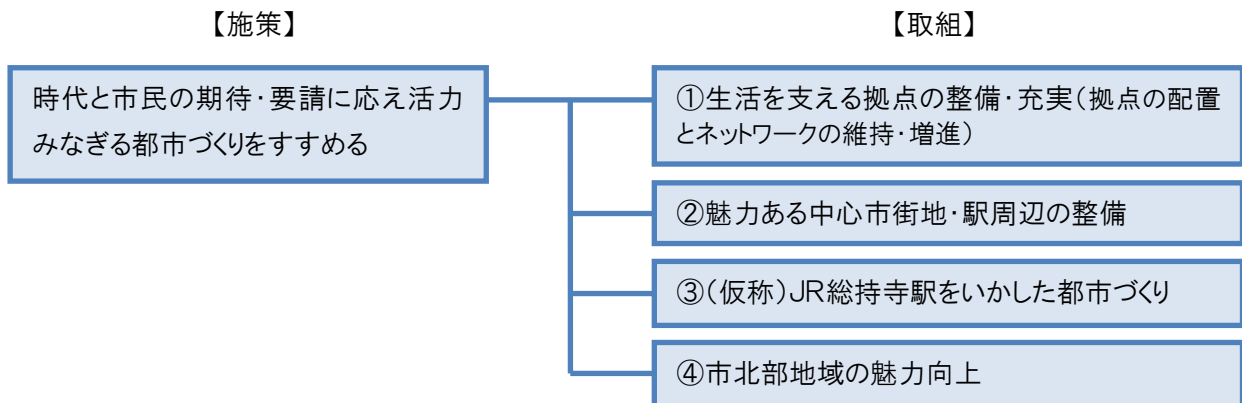 【施策】
【取組】
時代と市民の期待・要請に応え活力
みなぎる都市づくりをすすめる
①生活を支える拠点の整備・充実（拠点の配置
とネットワークの維持・増進）
②魅力ある中心市街地・駅周辺の整備
③（仮称）ＪＲ総持寺駅をいかした都市づくり
④市北部地域の魅力向上